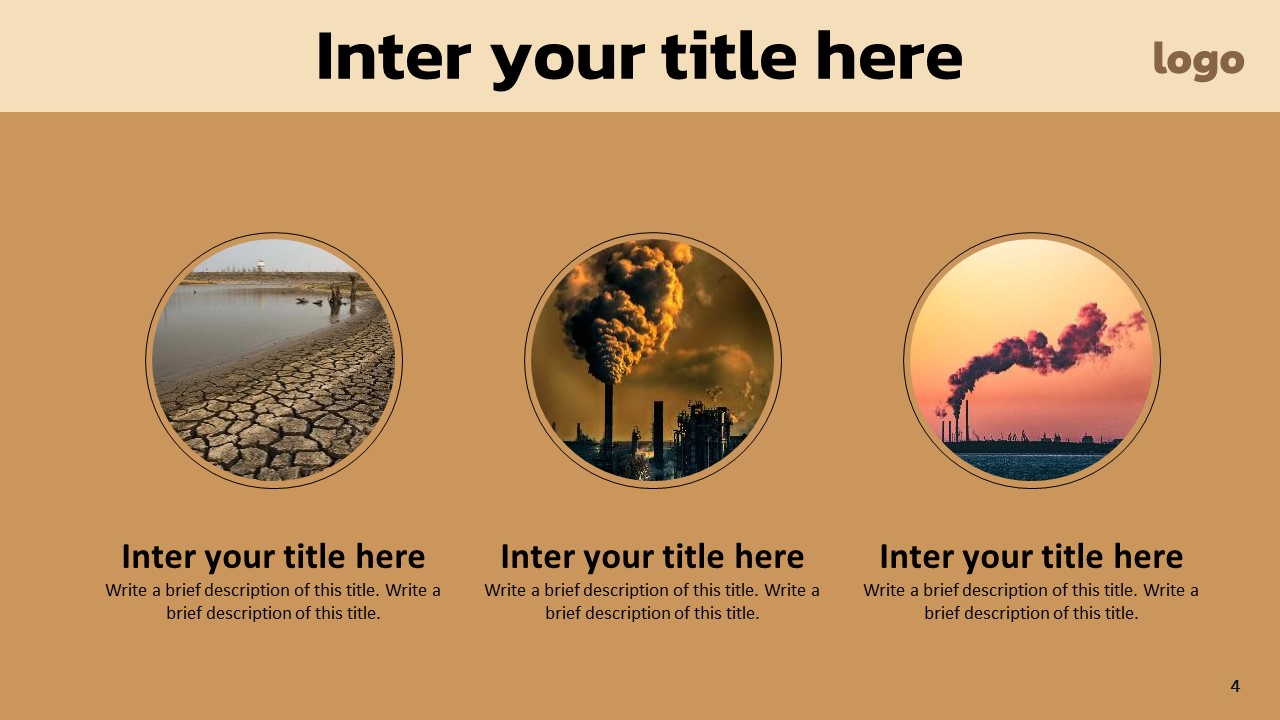 Inter your title here
logo
Inter your title here
Write a brief description of this title. Write a
brief description of this title.
Inter your title here
Write a brief description of this title. Write a
brief description of this title.
Inter your title here
Write a brief description of this title. Write a
brief description of this title.
4